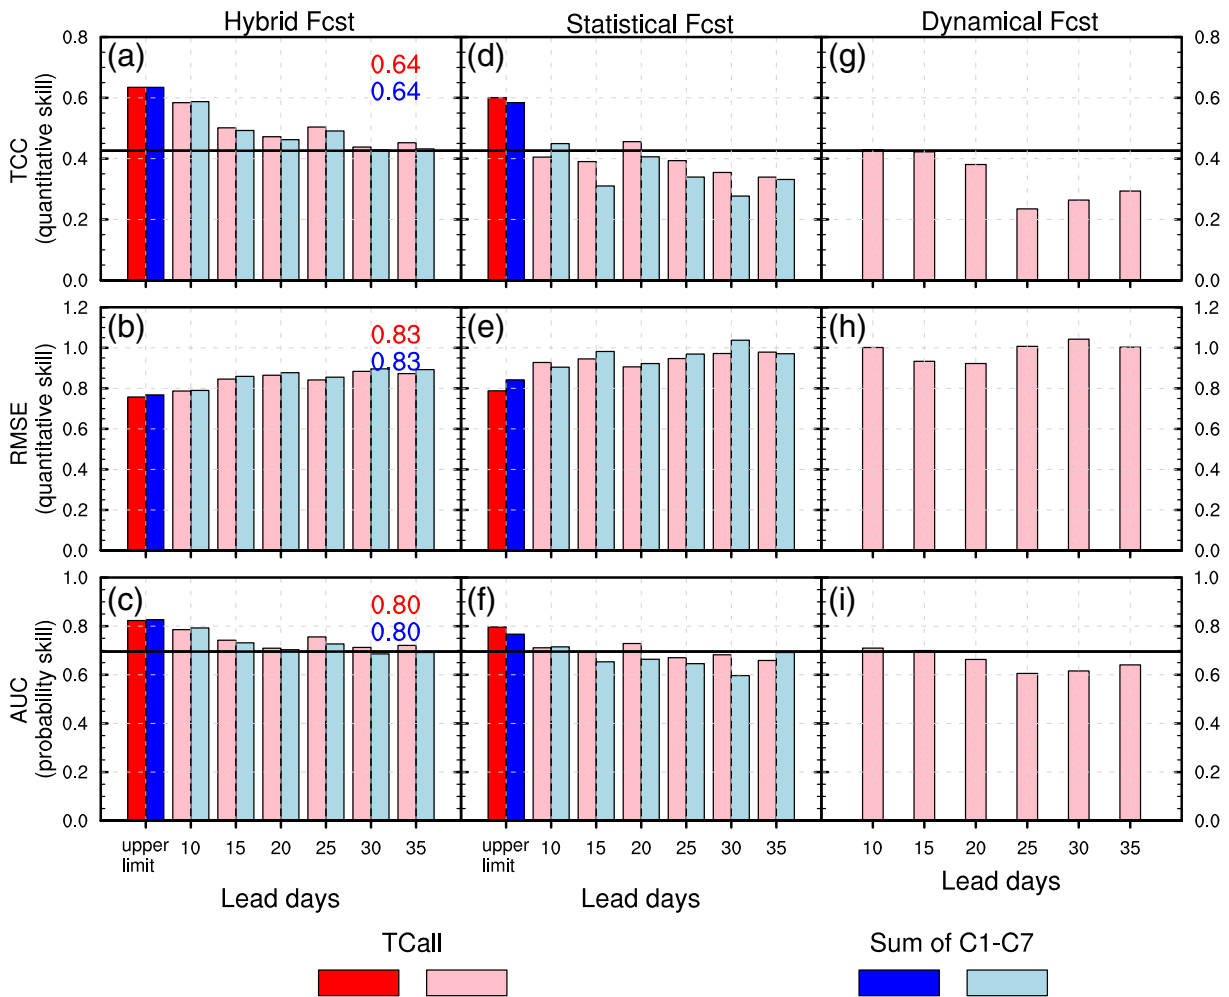 Hybrid Fcst
Statistical Fcst
Dynamical Fcst
TCC
(quantitative skill)
0.8
0.6
0.4
0.2
0.0
(a)
0.64
0.64
(d)
(g)
0.8
0.6
0.4
0.2
0.0
RMSE
(quantitative skill)
1.2
1.0
0.8
0.6
0.4
0.2
0.0
(b)
0.83
0.83
(e)
(h)
1.2
1.0
0.8
0.6
0.4
0.2
0.0
AUC
(probability skill)
1.0
0.8
0.6
0.4
0.2
0.0
(c)
0.80
0.80
(f)
(i)
1.0
0.8
0.6
0.4
0.2
0.0
upper
limit
10 15 20 25 30 35
upper
limit
10 15 20 25 30 35
10 15 20 25 30 35
Lead days
Lead days
Lead days
TCall
Sum of C1-C7